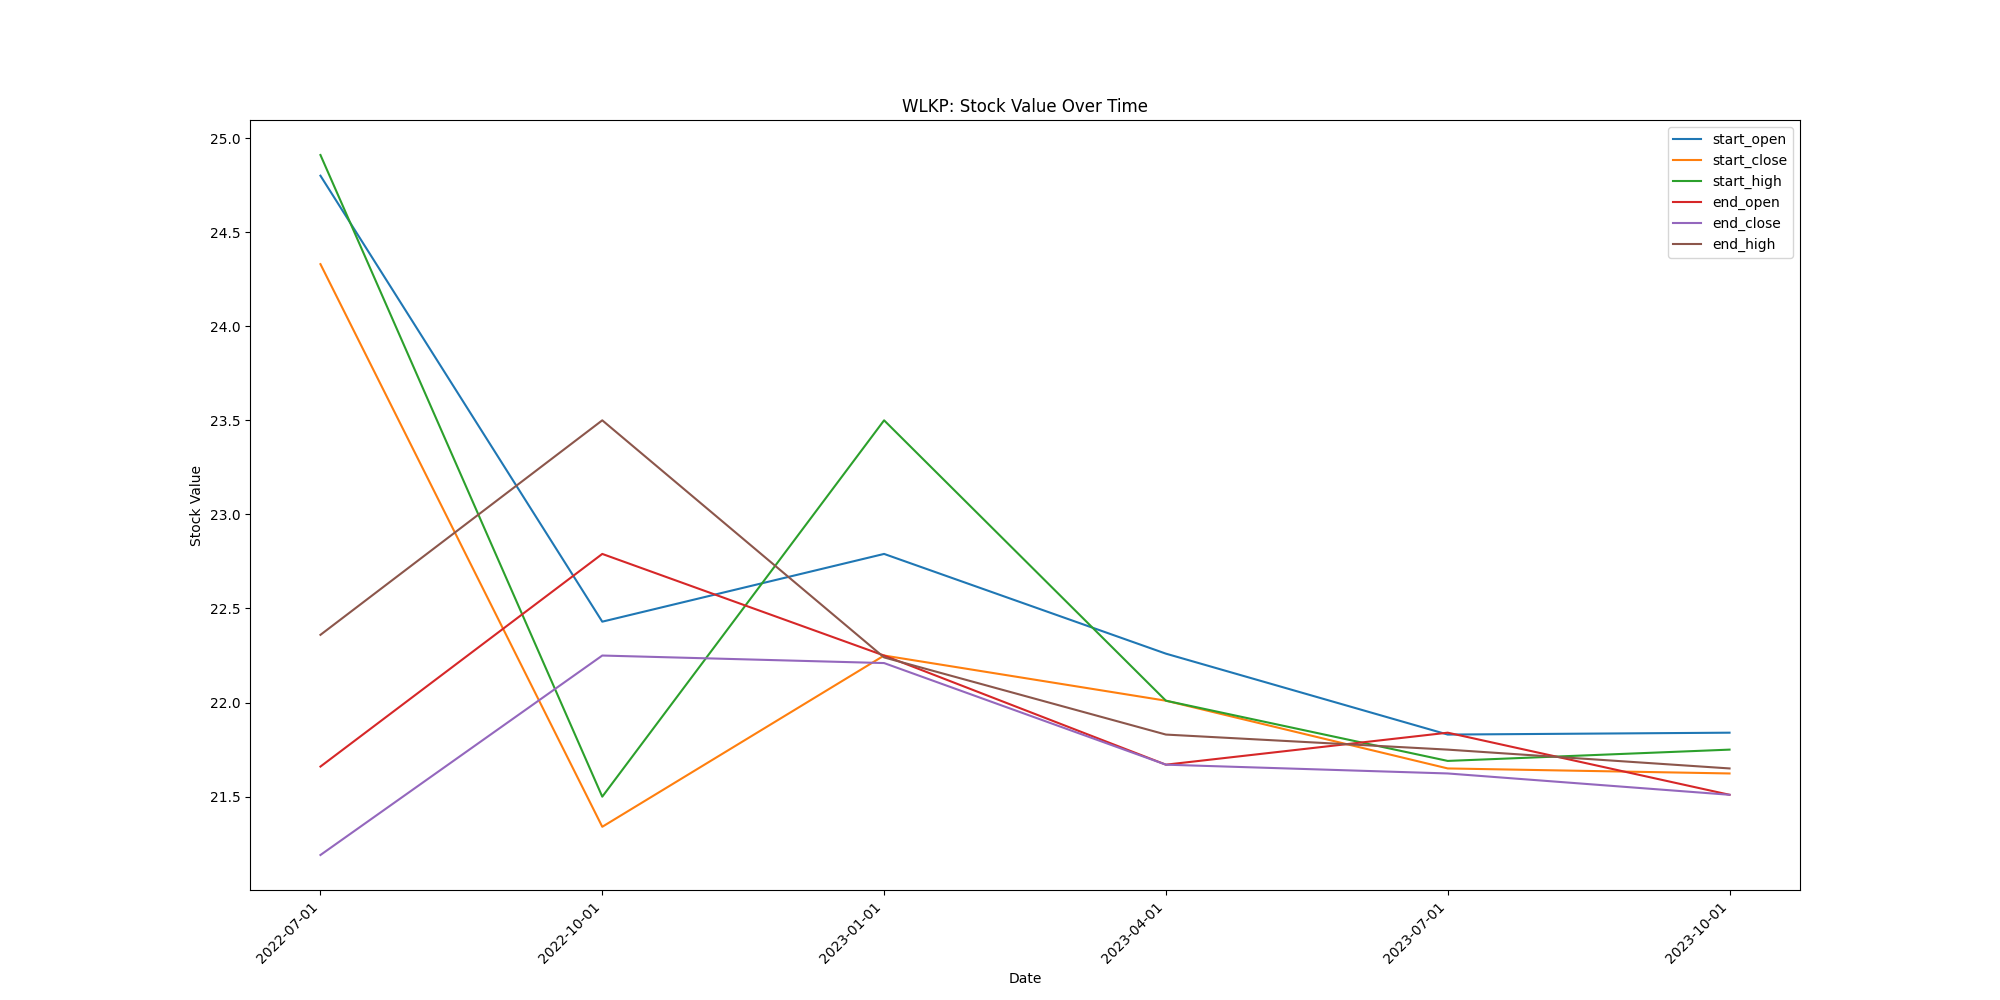 WLKP: Stock Value Over Time
25.0
24.5
24.0
23.5
23.0
22.5
22.0
21.5
Stock Value
start_open
start_close
start_high
end_open
end_close
end_high
2022-07-01
2022-10-01
2023-01-01
2023-04-01
2023-07-01
2023-10-01
Date